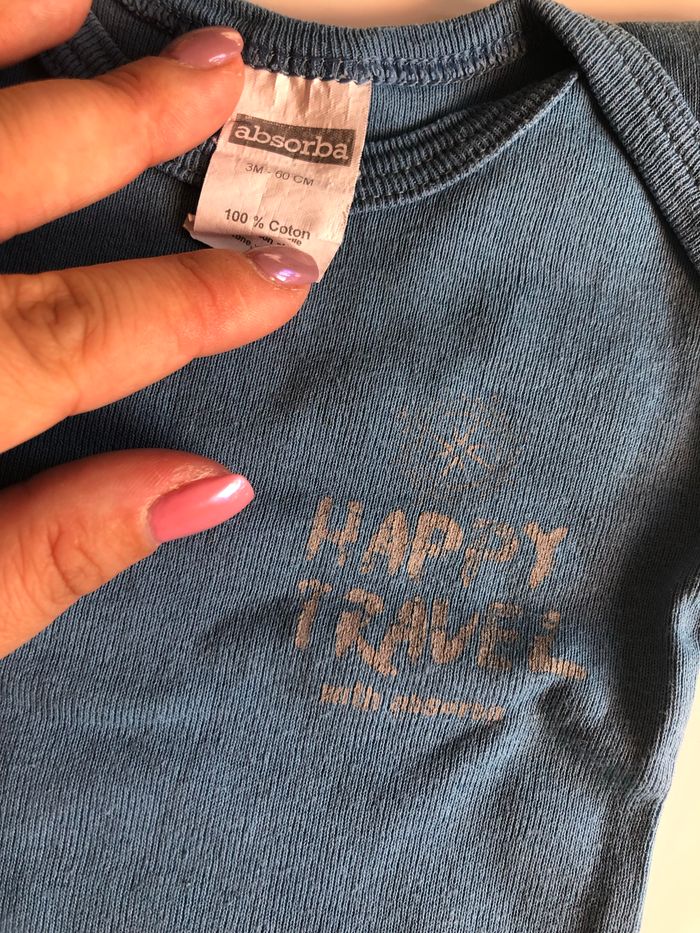 absorba
3M - 60 CM
100 % Coton
HAPPY
TRAVEL
with absorba